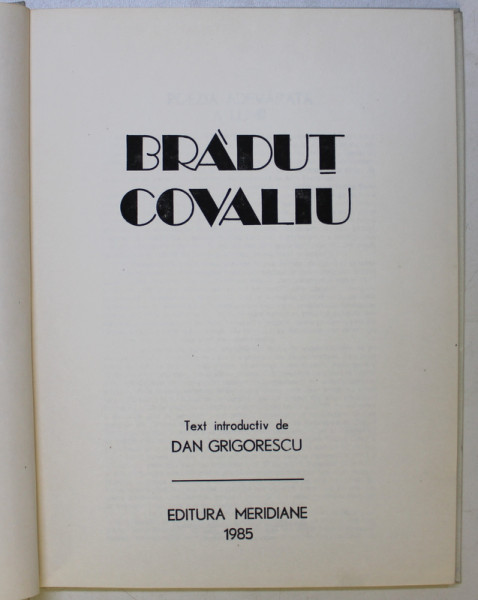 BRĂDUȚ
COVALIU
Text introductiv de
DAN GRIGORESCU
EDITURA MERIDIANE
1985